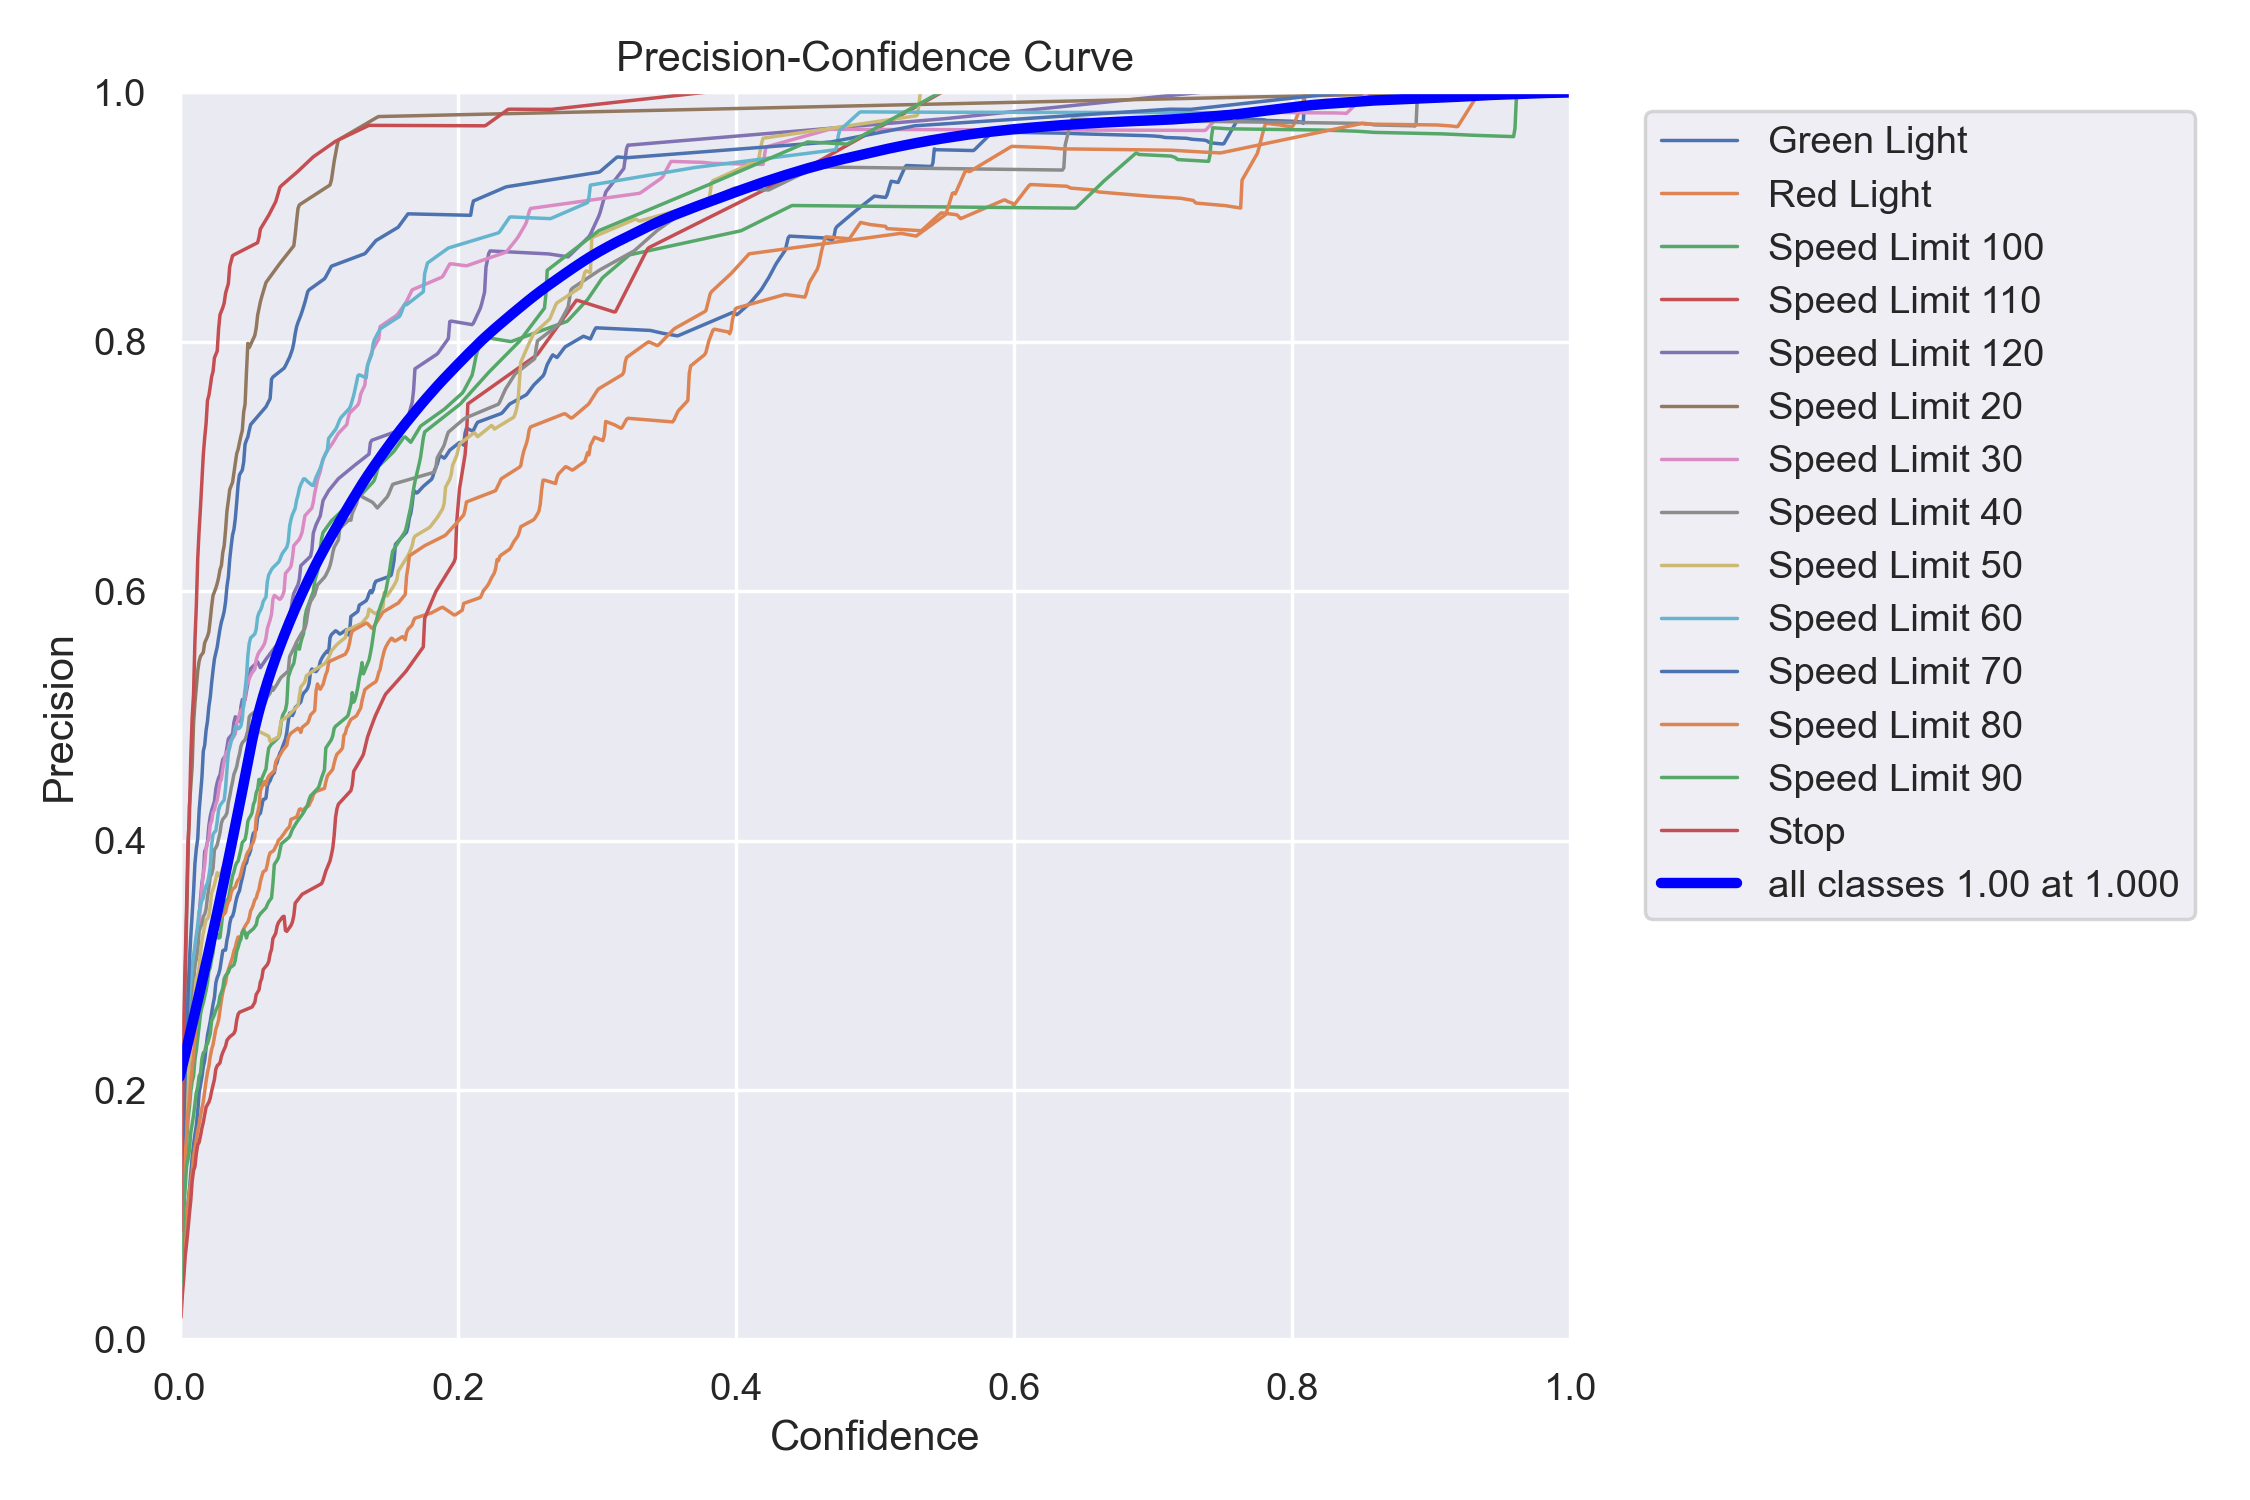 Precision-Confidence Curve
1.0
0.8
0.6
0.4
0.2
0.0
Precision
0.0 0.2 0.4 0.6 0.8 1.0
Confidence
Green Light
Red Light
Speed Limit 100
Speed Limit 110
Speed Limit 120
Speed Limit 20
Speed Limit 30
Speed Limit 40
Speed Limit 50
Speed Limit 60
Speed Limit 70
Speed Limit 80
Speed Limit 90
Stop
all classes 1.00 at 1.000